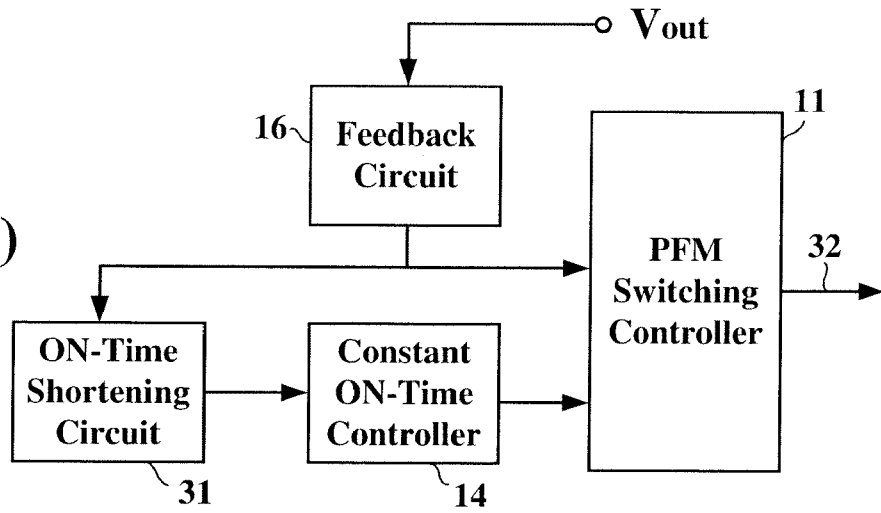 Vout
11
16
Feedback
Circuit
)
PFM
Switching
Controller
32
ON-Time
Shortening
Circuit
Constant
ON-Time
Controller
31
14